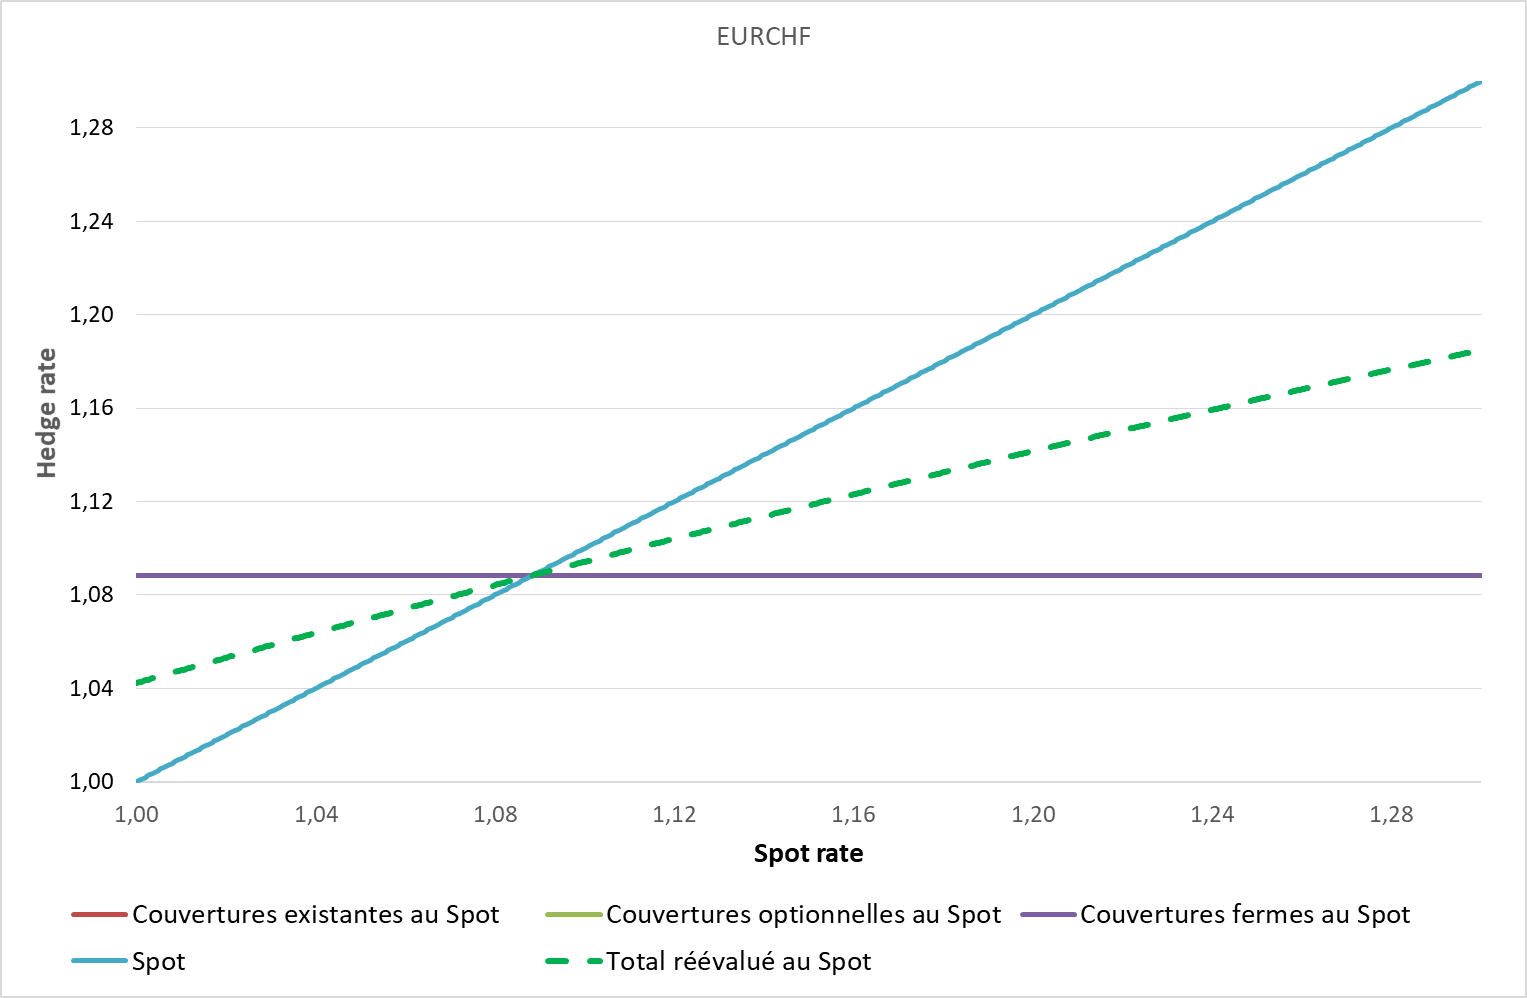 EURCHF
1,28
1,24
1,20
1,16
1,12
1,08
1,04
1,00
Hedge rate
1,00 1,04 1,08 1,12 1,16 1,20 1,24 1,28
Spot rate
Couvertures existantes au Spot Couvertures optionnelles au Spot Couvertures fermes au Spot
Spot Total réévalué au Spot